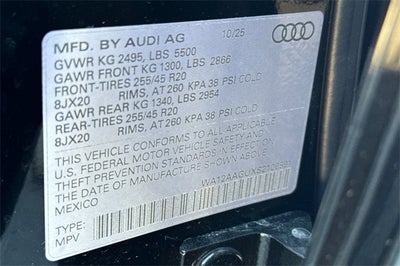 MFD. BY AUDI AG 10/25
GVWR KG 2495, LBS 5500
GAWR FRONT KG 1300, LBS 2866
FRONT-TIRES 255/45 R20
8JX20 RIMS, AT 260 KPA 38 PSI COLD
GAWR REAR KG 1340, LBS 2954
REAR-TIRES 255/45 R20
8JX20 RIMS, AT 260 KPA 38 PSI COLD
THIS VEHICLE CONFORMS TO ALL APPLICABLE
U.S. FEDERAL MOTOR VEHICLE SAFETY AND
THEFT PREVENTION STANDARDS IN EFFECT ON THE
DATE OF MANUFACTURE SHOWN ABOVE. MADE IN
MEXICO
TYPE:
MPV